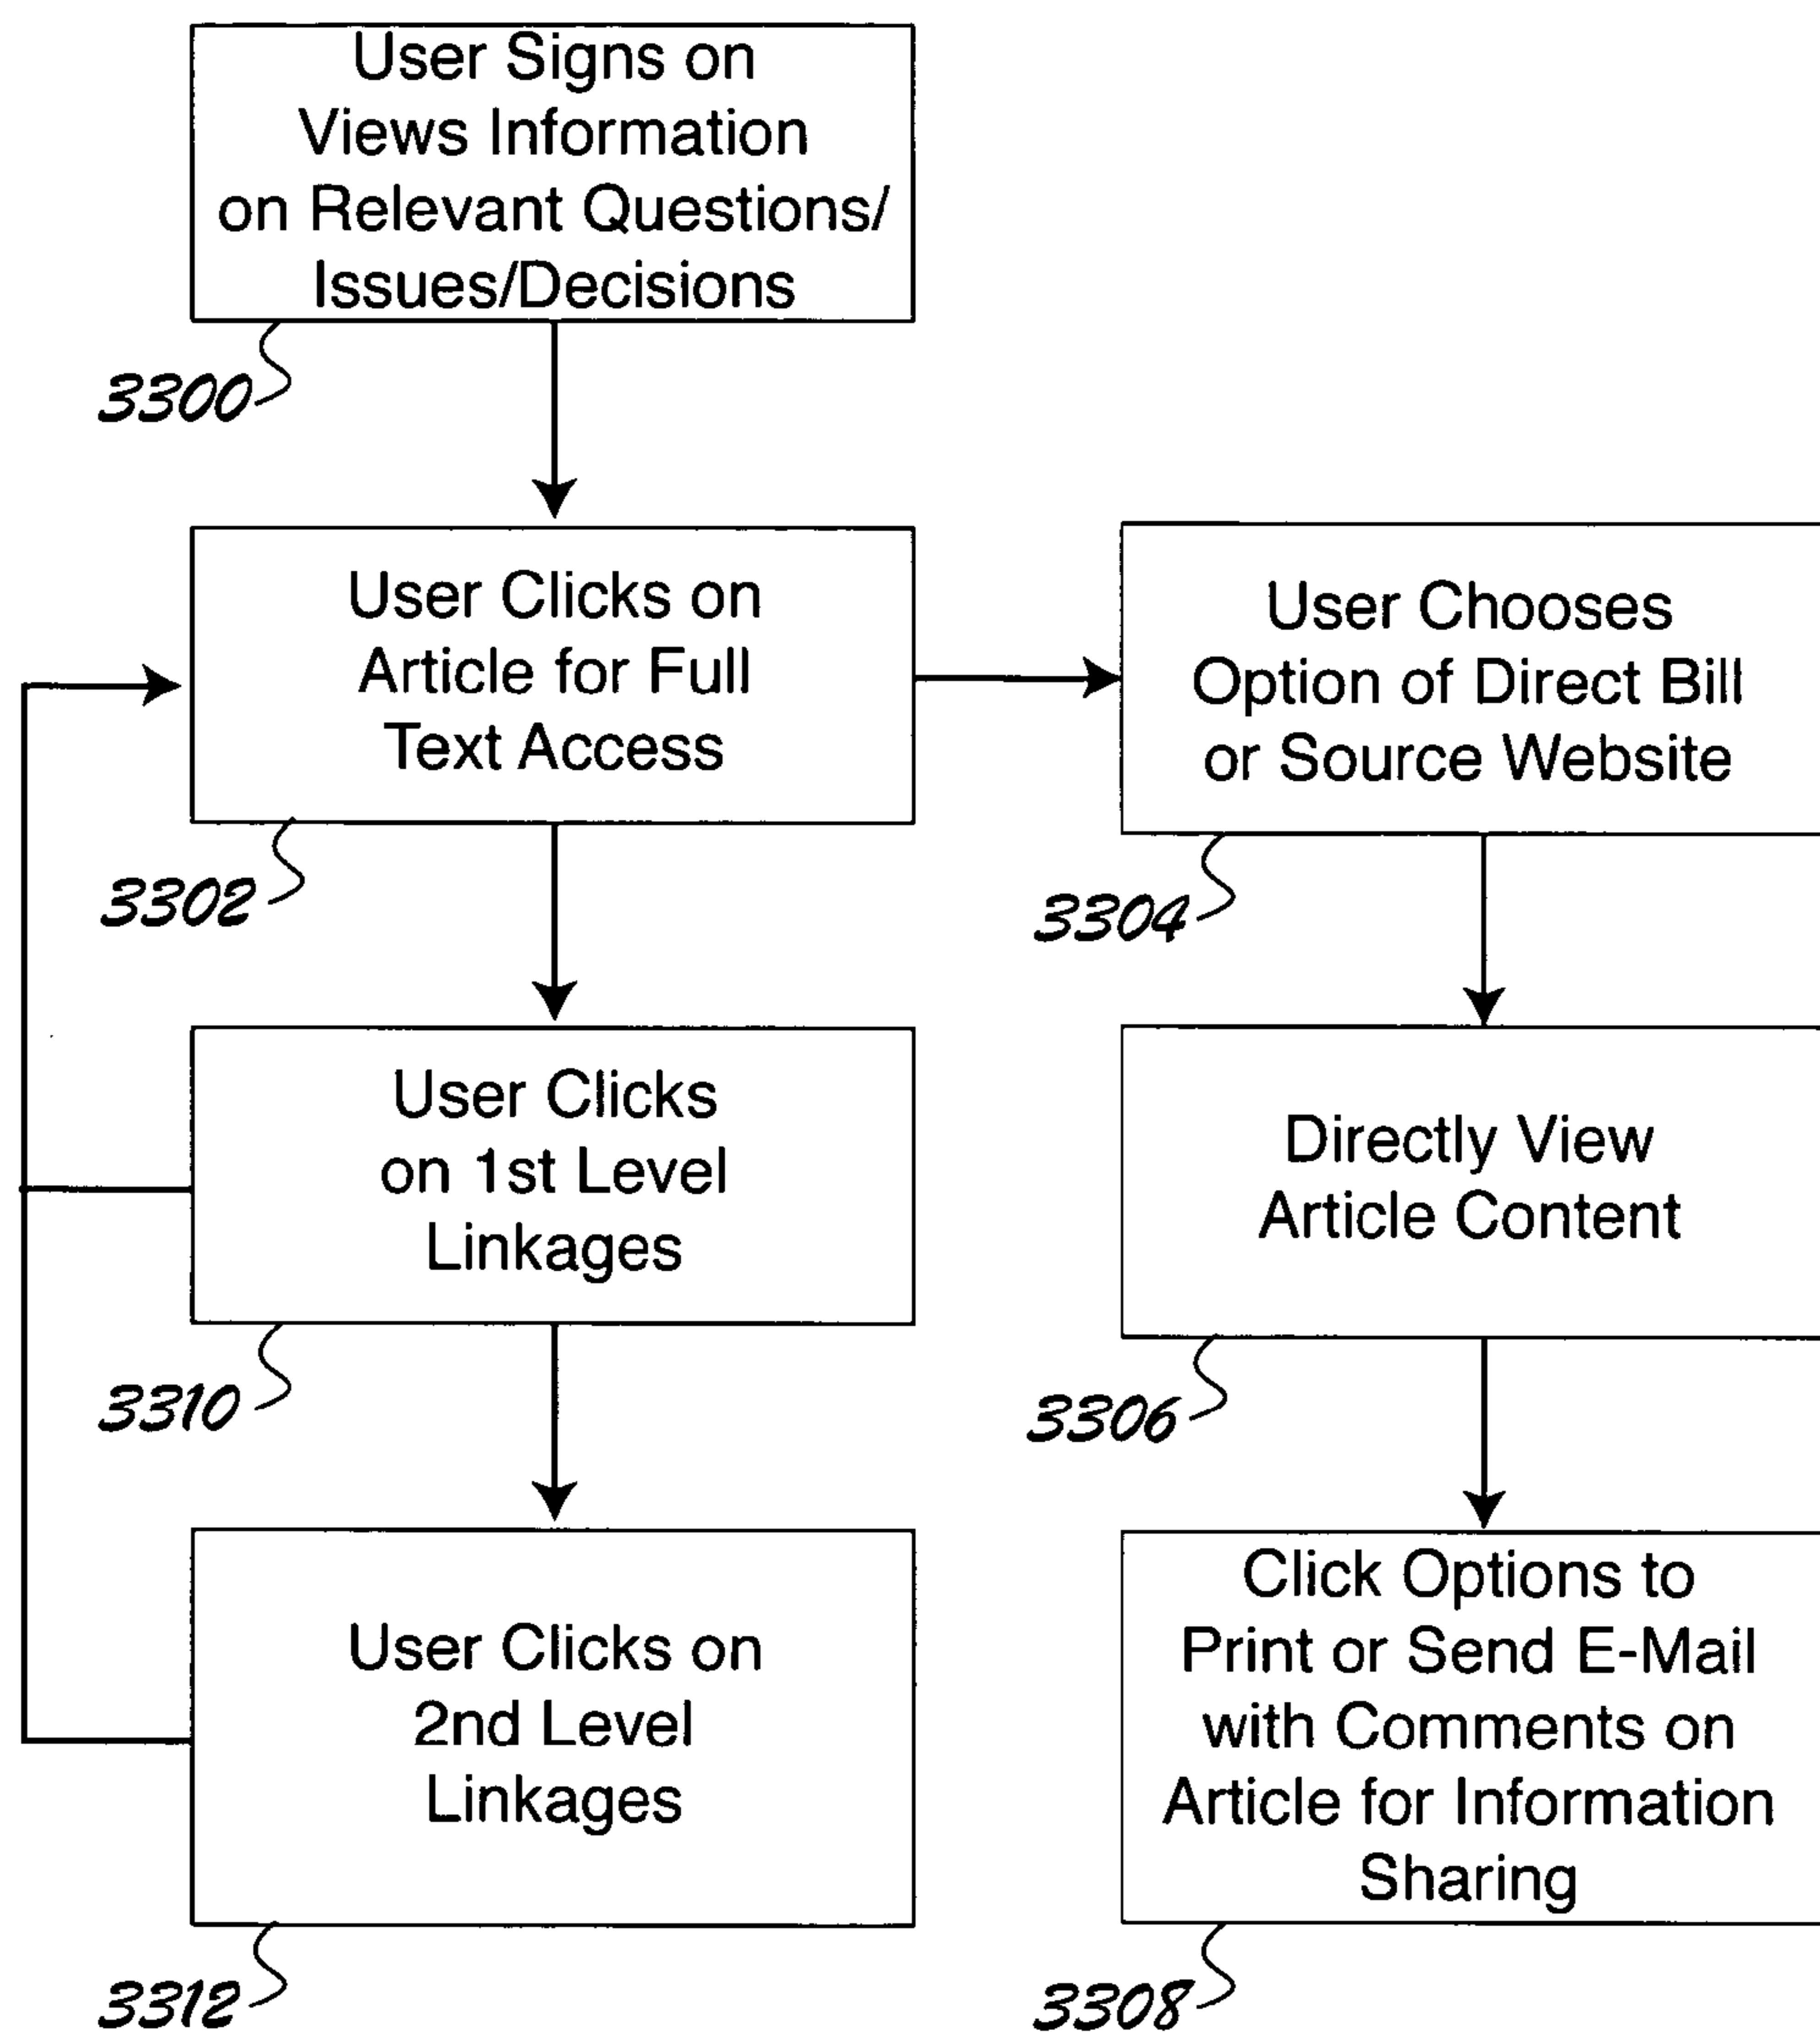 User Signs on
Views Information
on Relevant Questions/
Issues/Decisions
3300
User Clicks on
Article for Full
Text Access
3302
User Chooses
Option of Direct Bill
or Source Website
3304
User Clicks
on 1st Level
Linkages
3310
Directly View
Article Content
3306
User Clicks on
2nd Level
Linkages
3312
Click Options to
Print or Send E-Mail
with Comments on
Article for Information
Sharing
3308